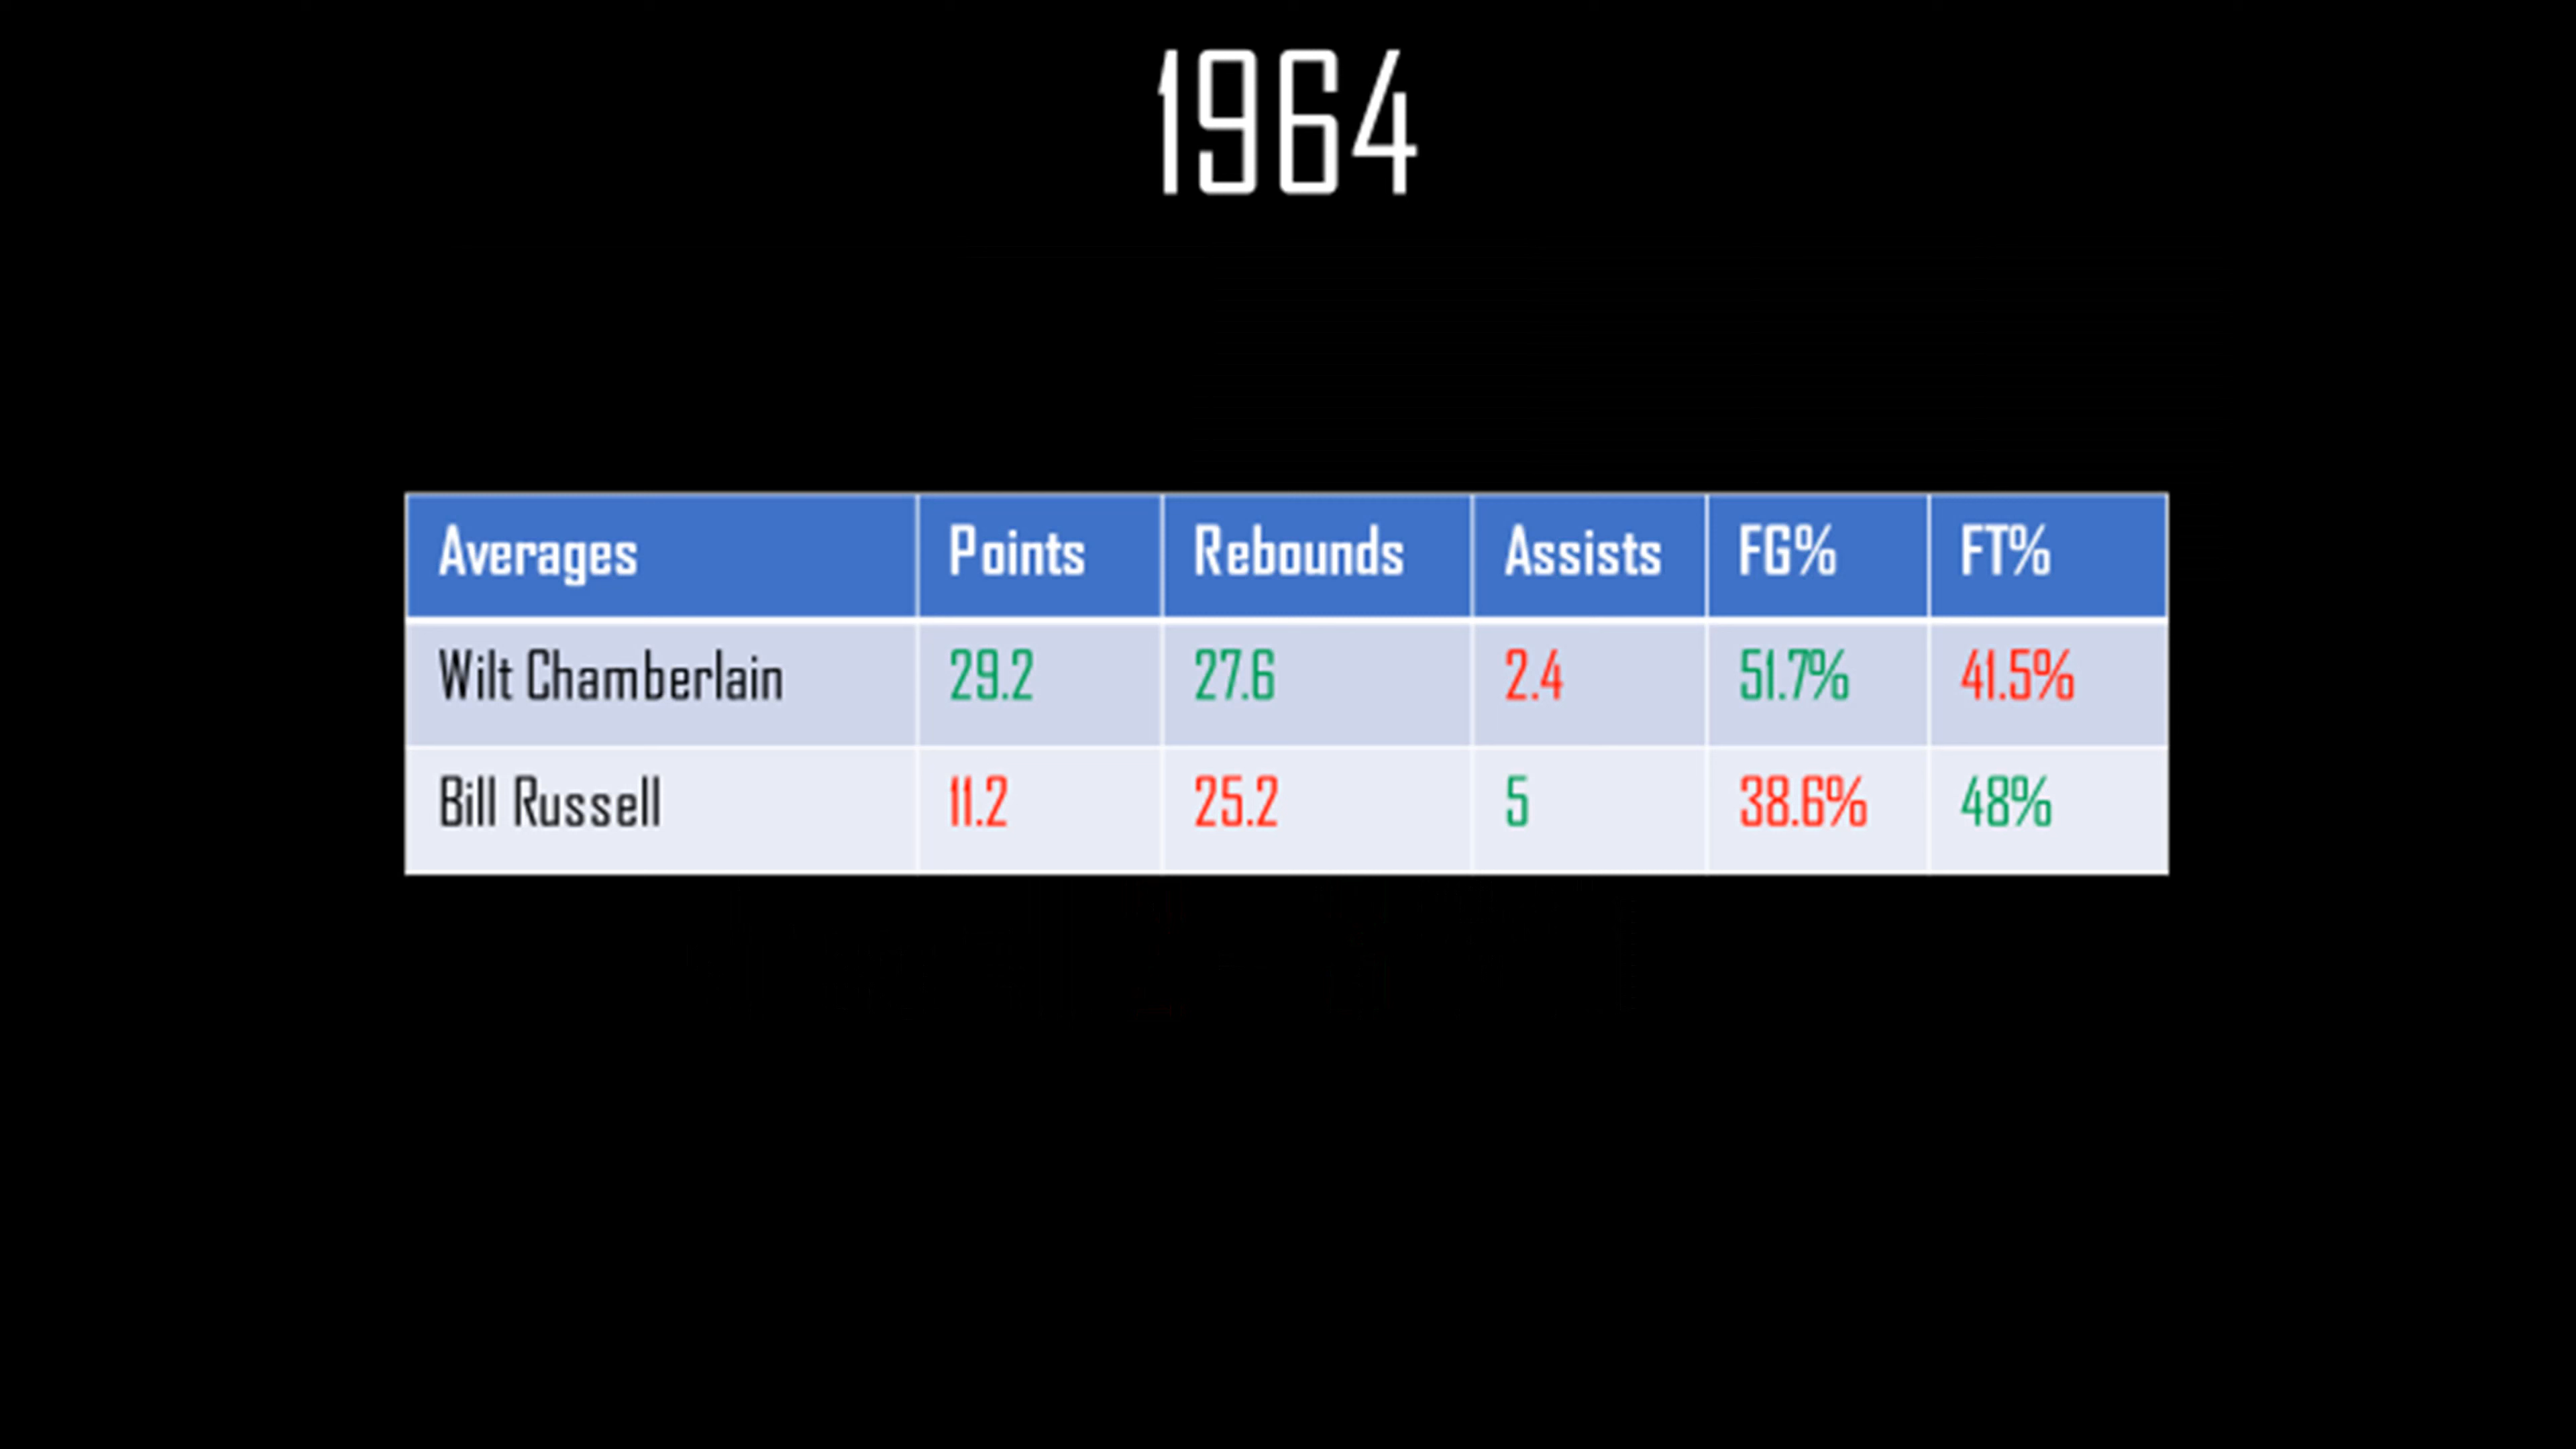 1964
Averages Points Rebounds Assists FG% FT%
Wilt Chamberlain 29.2 27.6 2.4 51.7% 41.5%
Bill Russell 11.2 25.2 5 38.6% 48%